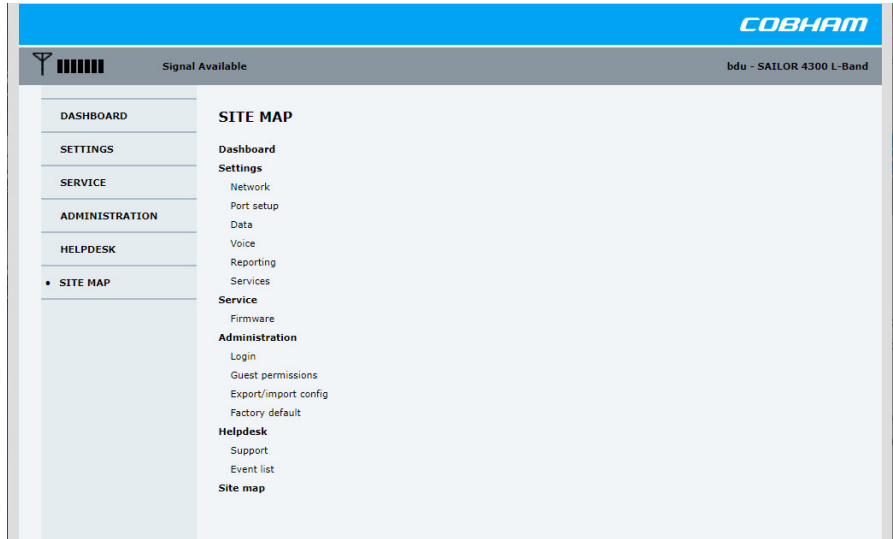 COBHAM
Signal Available
bdu - SAILOR 4300 L-Band
DASHBOARD
SETTINGS
SERVICE
ADMINISTRATION
HELPDESK
• SITE MAP
SITE MAP
Dashboard
Settings
Network
Port setup
Data
Voice
Reporting
Services
Service
Firmware
Administration
Login
Guest permissions
Export/import config
Factory default
Helpdesk
Support
Event list
Site map